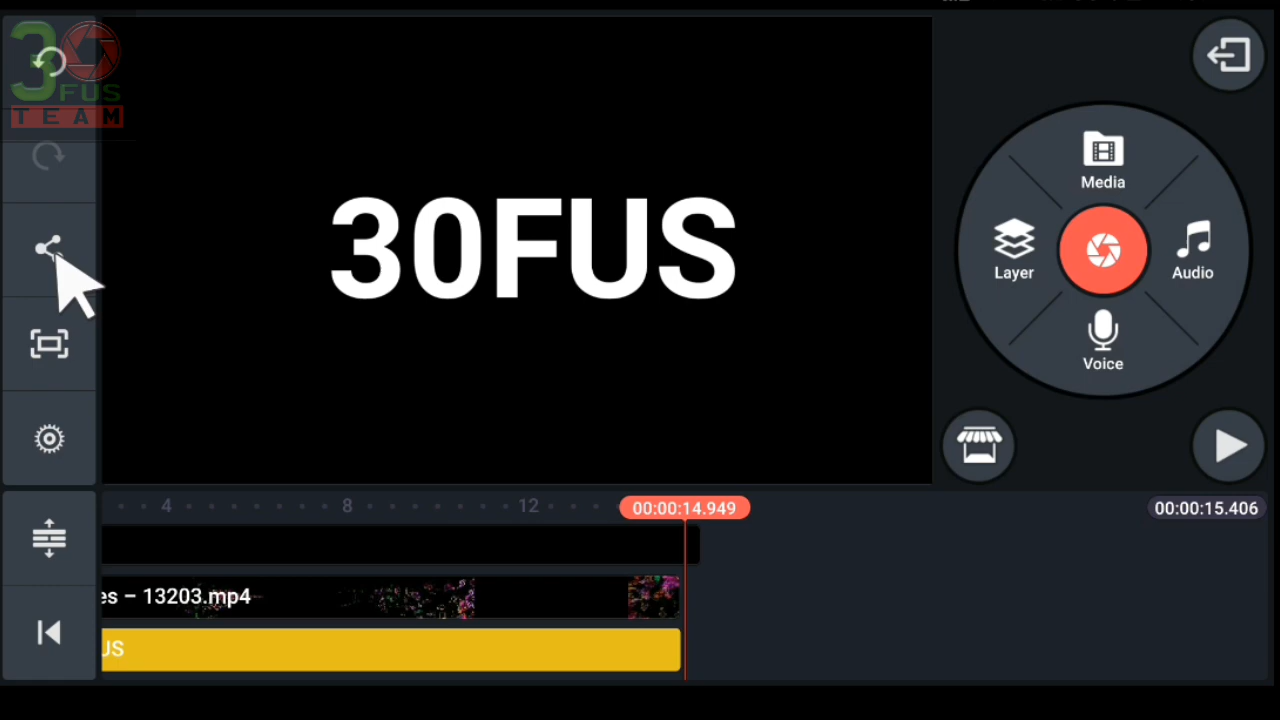 30
FUS
TEAM
30FUS
Media
Layer
Audio
Voice
4 8 12 00:00:14.949 00:00:15.406
es – 13203.mp4
US